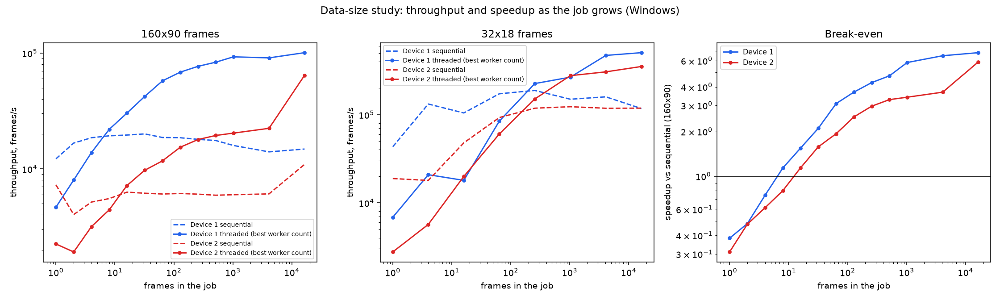 Data-size study: throughput and speedup as the job grows (Windows)
160x90 frames
throughput, frames/s
10^5
10^4
10^0
10^1
10^2
10^3
10^4
frames in the job
Device 1 sequential
Device 1 threaded (best worker count)
Device 2 sequential
Device 2 threaded (best worker count)
32x18 frames
throughput, frames/s
10^5
10^4
10^0
10^1
10^2
10^3
10^4
frames in the job
Device 1 sequential
Device 1 threaded (best worker count)
Device 2 sequential
Device 2 threaded (best worker count)
Break-even
speedup vs sequential (160x90)
6 × 10^0
4 × 10^0
3 × 10^0
2 × 10^0
10^0
6 × 10^−1
4 × 10^−1
3 × 10^−1
10^0
10^1
10^2
10^3
10^4
frames in the job
Device 1
Device 2